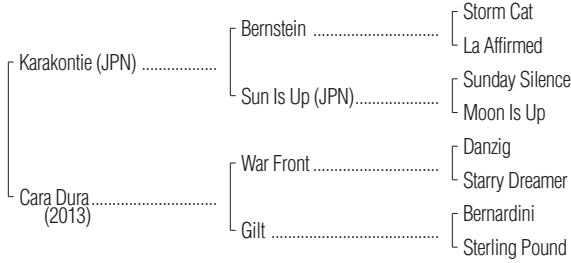 Storm Cat
Bernstein ..........................
La Affirmed
Karakontie (JPN) ................
Sunday Silence
Sun Is Up (JPN)..................
Moon Is Up
Danzig
War Front ..........................
Starry Dreamer
Cara Dura...........................
(2013)
Bernardini
Gilt ....................................
Sterling Pound